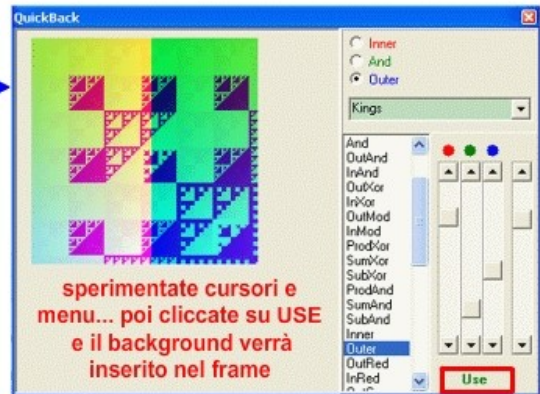 QuickBack
Inner
And
Outer
Kings
And
OutAnd
InAnd
OutXor
InXor
OutMod
InMod
ProdXor
SumXor
SubXor
ProdAnd
SumAnd
SubAnd
Inner
Outer
OutRed
InRed
sperimentate cursori e
menu... poi cliccate su USE
e il background verrà
inserito nel frame
Use